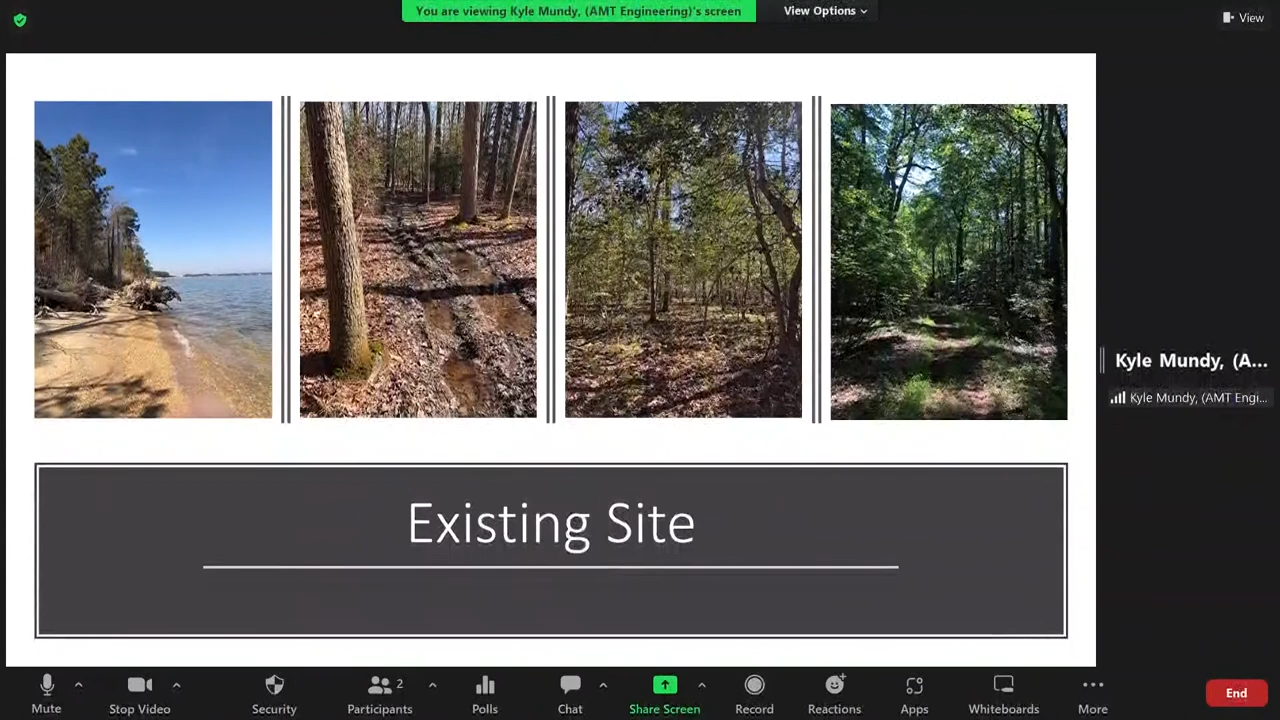 You are viewing Kyle Mundy, (AMT Engineering)'s screen
View Options
View
Existing Site
Kyle Mundy, (A...
Kyle Mundy, (AMT Engi...
Mute
Stop Video
Security
Participants
2
Polls
Chat
Share Screen
Record
Reactions
Apps
Whiteboards
More
End